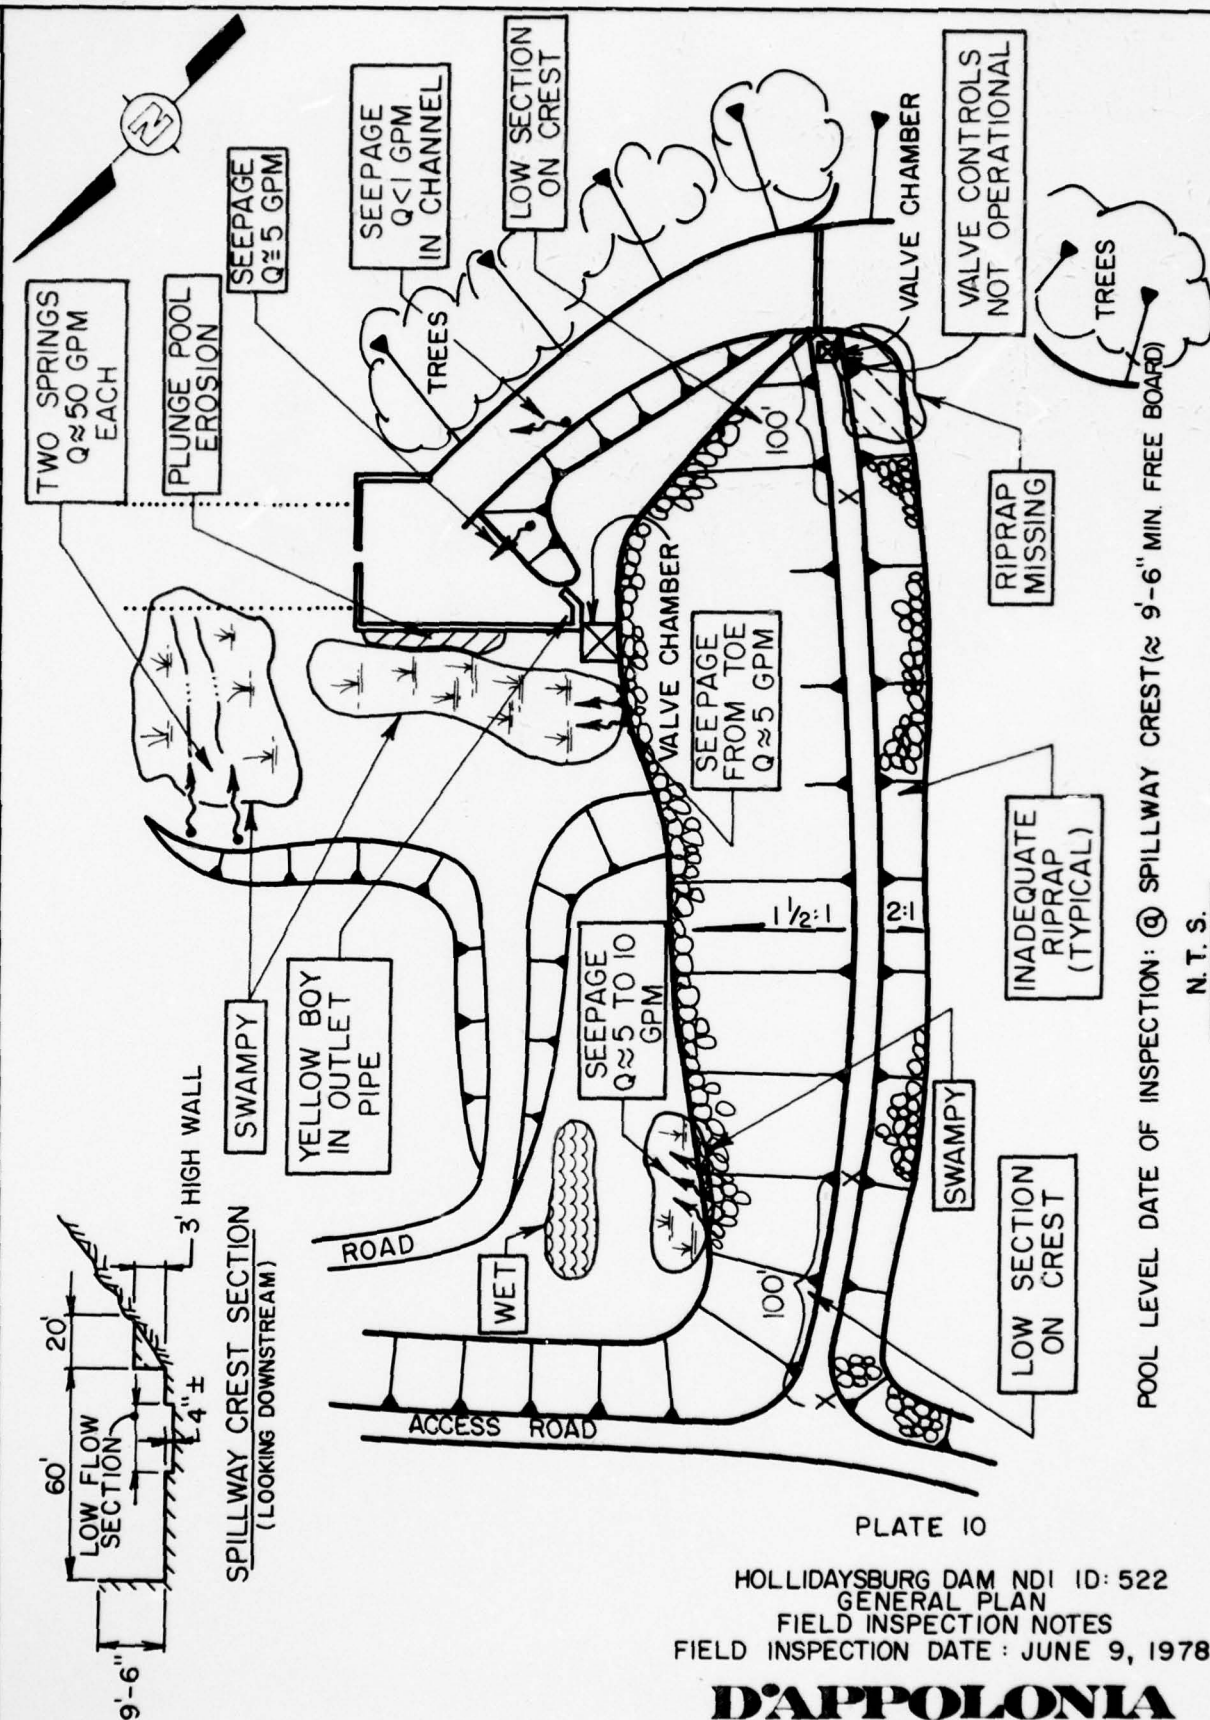 N
TWO SPRINGS
Q≈50 GPM
EACH
PLUNGE POOL
EROSION
SEEPAGE
Q≅5 GPM
SEEPAGE
Q<1 GPM
IN CHANNEL
LOW SECTION
ON CREST
VALVE CHAMBER
VALVE CONTROLS
NOT OPERATIONAL
TREES
TREES
100'
X
RIPRAP
MISSING
VALVE CHAMBER
SEEPAGE
FROM TOE
Q≈5 GPM
INADEQUATE
RIPRAP
(TYPICAL)
1 1/2:1
2:1
SWAMPY
YELLOW BOY
IN OUTLET
PIPE
SEEPAGE
Q≈5 TO 10
GPM
SWAMPY
X
WET
ROAD
100'
LOW SECTION
ON CREST
X
ACCESS ROAD
POOL LEVEL DATE OF INSPECTION: @ SPILLWAY CREST (≈ 9'-6" MIN. FREE BOARD)
N. T. S.
60'
20'
LOW FLOW
SECTION
4"±
3' HIGH WALL
9'-6"
SPILLWAY CREST SECTION
(LOOKING DOWNSTREAM)
PLATE 10
HOLLIDAYSBURG DAM NDI ID: 522
GENERAL PLAN
FIELD INSPECTION NOTES
FIELD INSPECTION DATE : JUNE 9, 1978
D'APPOLONIA